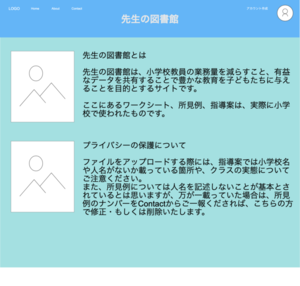 LOGO Home About Contact
先生の図書館
先生の図書館とは
先生の図書館は、小学校教員の業務量を減らすこと、有益
なデータを共有することで豊かな教育を子どもたちに与え
ることを目的とするサイトです。
ここにあるワークシート、所見例、指導案は、実際に小学
校で使われたものです。
プライバシーの保護について
ファイルをアップロードする際には、指導案では小学校名
や人名がないか載っている箇所や、クラスの実態について
ご注意ください。
また、所見例については人名を記述しないことが基本とさ
れているとは思いますが、万が一載っていた場合は、所見
例のナンバーをContactからご一報くだされば、こちらの方
で修正・もしくは削除いたします。